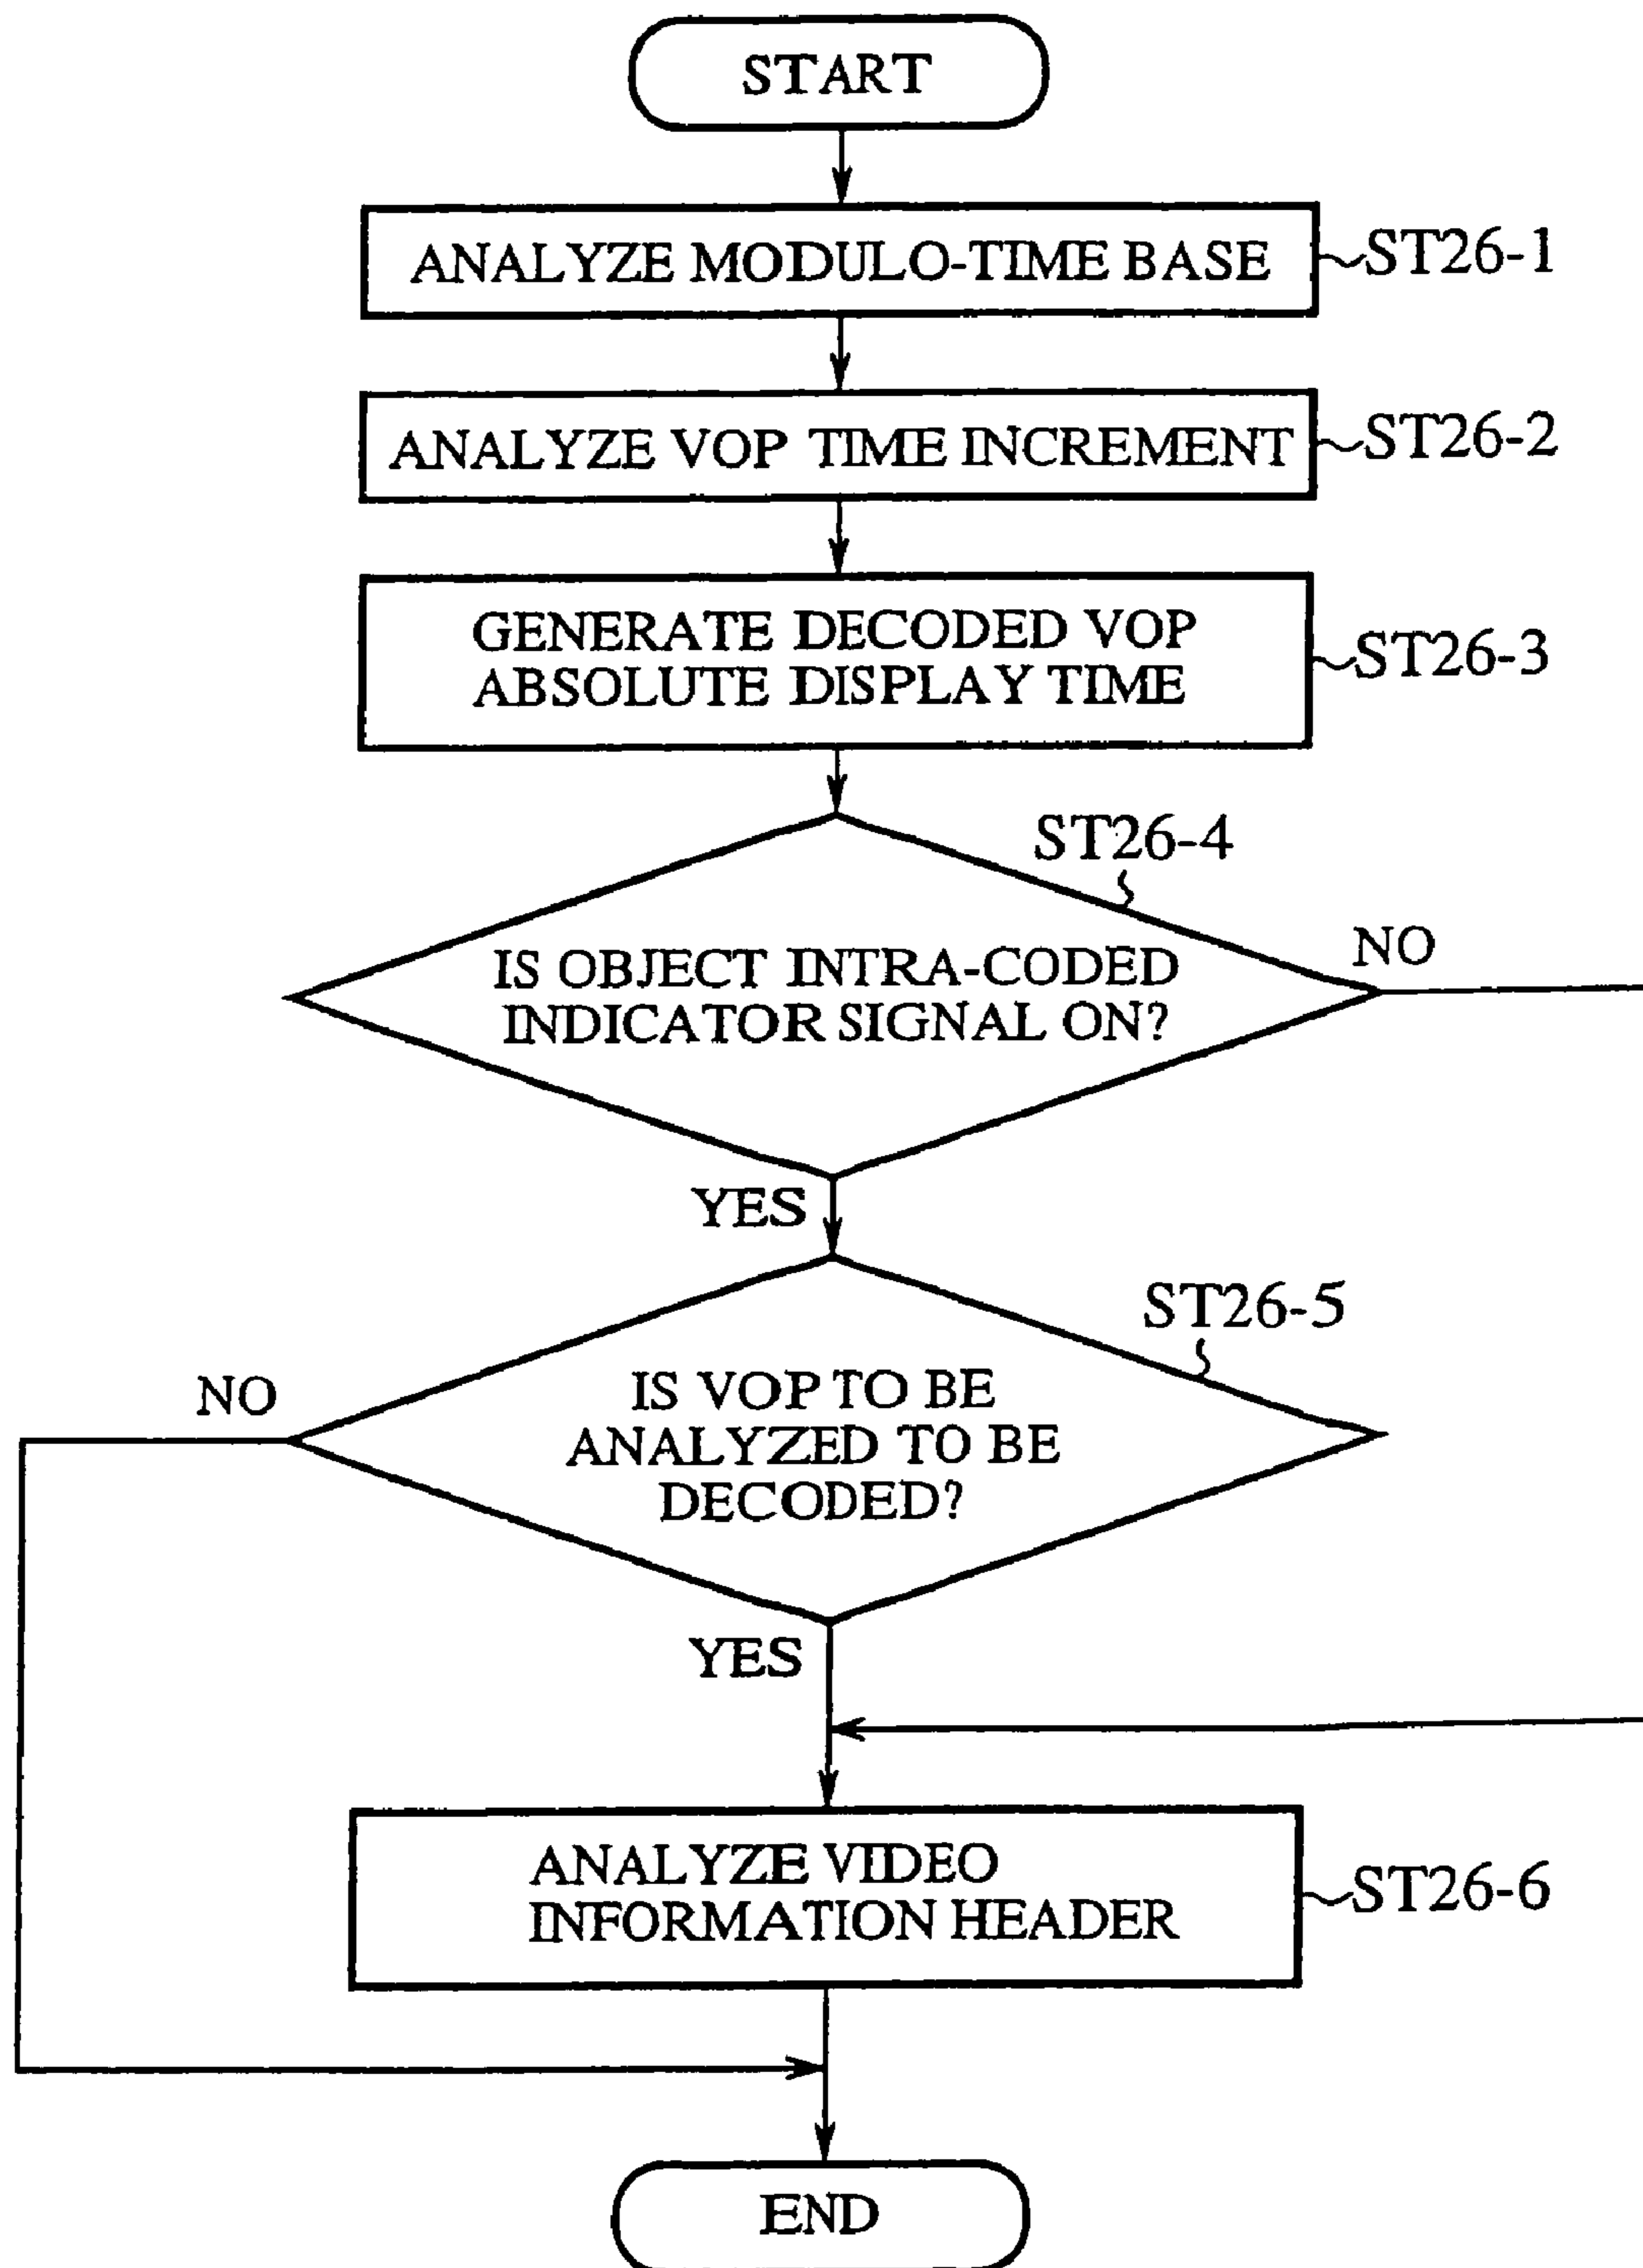 START
ANALYZE MODULO-TIME BASE
ST26-1
ANALYZE VOP TIME INCREMENT
ST26-2
GENERATE DECODED VOP
ABSOLUTE DISPLAY TIME
ST26-3
ST26-4
NO
IS OBJECT INTRA-CODED
INDICATOR SIGNAL ON?
YES
ST26-5
NO
IS VOP TO BE
ANALYZED TO BE
DECODED?
YES
ANALYZE VIDEO
INFORMATION HEADER
ST26-6
END